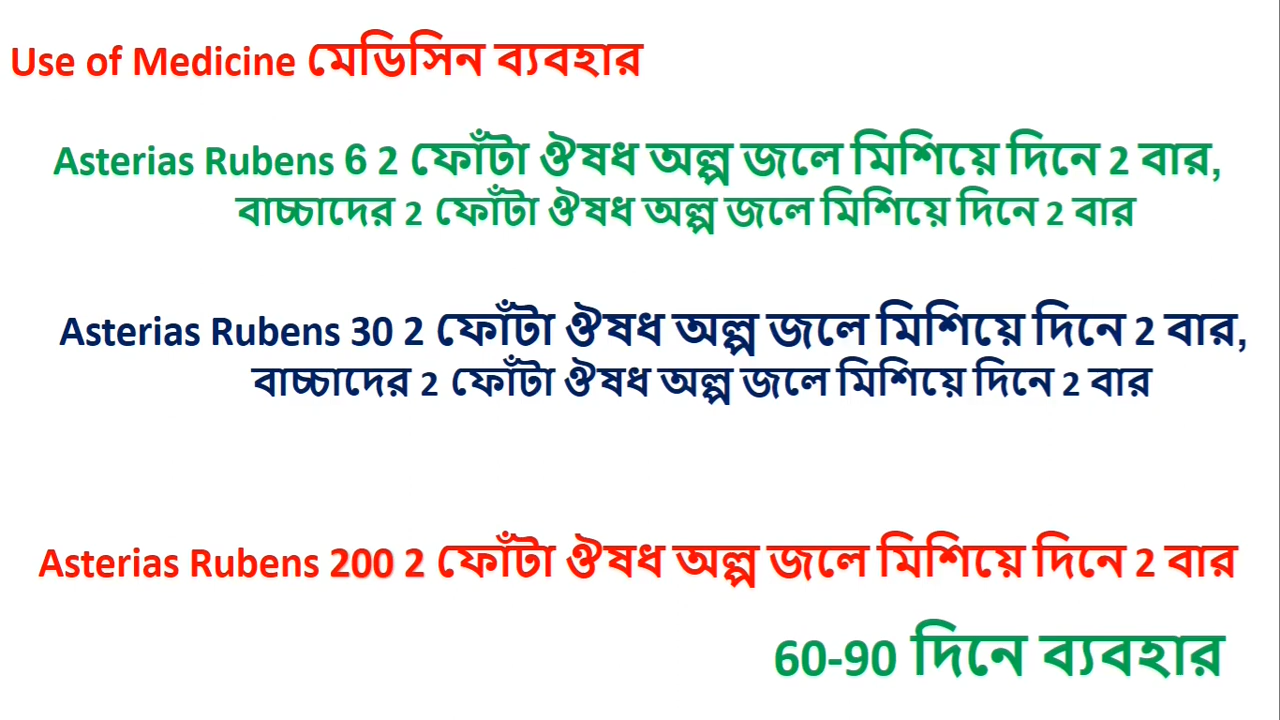 Use of Medicine মেডিসিন ব্যবহার
Asterias Rubens 6 2 ফোঁটা ঔষধ অল্প জলে মিশিয়ে দিনে 2 বার,
বাচ্চাদের 2 ফোঁটা ঔষধ অল্প জলে মিশিয়ে দিনে 2 বার
Asterias Rubens 30 2 ফোঁটা ঔষধ অল্প জলে মিশিয়ে দিনে 2 বার,
বাচ্চাদের 2 ফোঁটা ঔষধ অল্প জলে মিশিয়ে দিনে 2 বার
Asterias Rubens 200 2 ফোঁটা ঔষধ অল্প জলে মিশিয়ে দিনে 2 বার
60-90 দিনে ব্যবহার